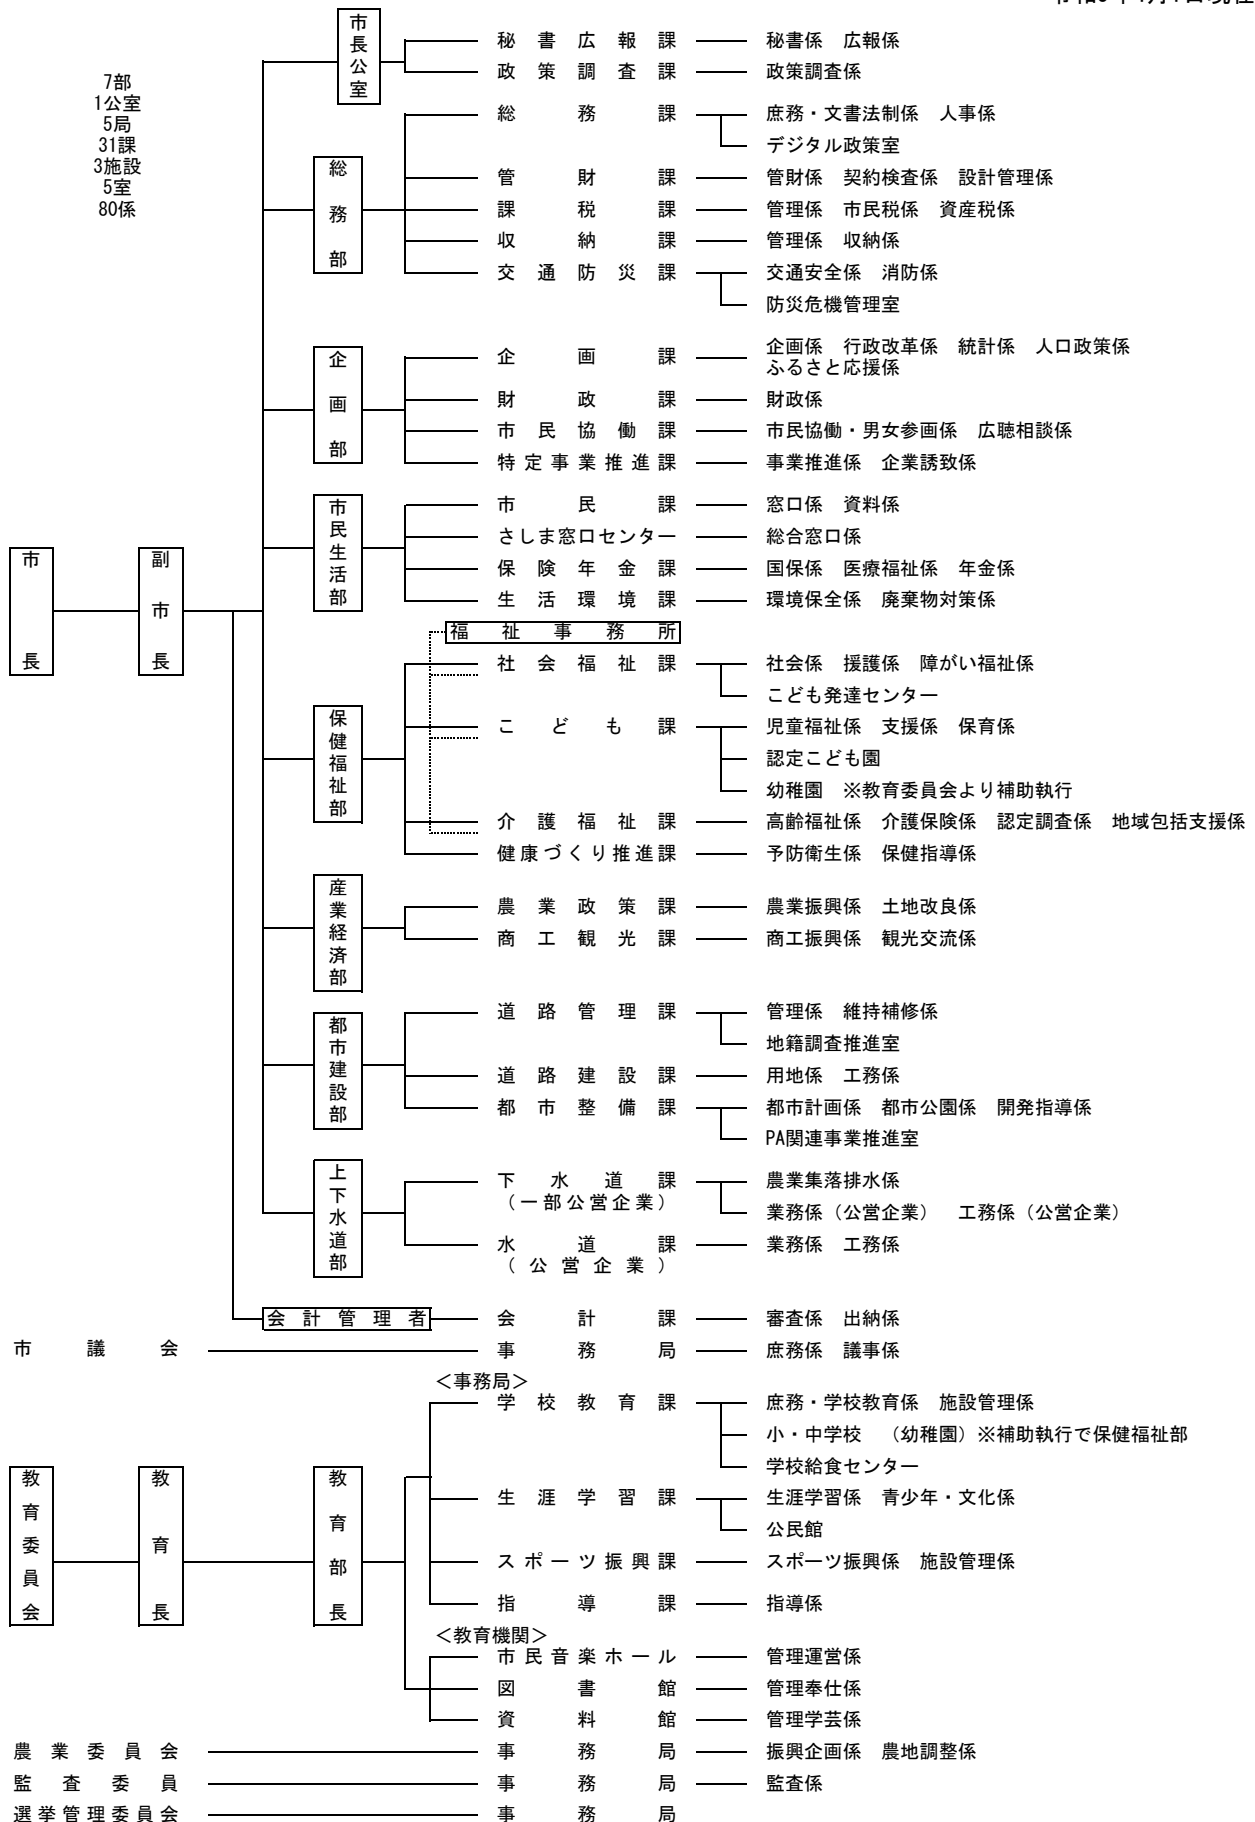 7部
1公室
5局
31課
3施設
5室
80係
市長公室
秘書広報課 秘書係 広報係
政策調査課 政策調査係
総務部
総務課 庶務・文書法制係 人事係
デジタル政策室
管財課 管財係 契約検査係 設計管理係
課税課 管理係 市民税係 資産税係
収納課 管理係 収納係
交通防災課 交通安全係 消防係
防災危機管理室
企画部
企画課 企画係 行政改革係 統計係 人口政策係
ふるさと応援係
財政課 財政係
市民協働課 市民協働・男女参画係 広聴相談係
特定事業推進課 事業推進係 企業誘致係
市長
副市長
市民生活部
市民課 窓口係 資料係
さしま窓口センター 総合窓口係
保険年金課 国保係 医療福祉係 年金係
生活環境課 環境保全係 廃棄物対策係
福祉事務所
保健福祉部
社会福祉課 社会係 援護係 障がい福祉係
こども発達センター
こども課 児童福祉係 支援係 保育係
認定こども園
幼稚園 ※教育委員会より補助執行
介護福祉課 高齢福祉係 介護保険係 認定調査係 地域包括支援係
健康づくり推進課 予防衛生係 保健指導係
産業経済部
農業政策課 農業振興係 土地改良係
商工観光課 商工振興係 観光交流係
都市建設部
道路管理課 管理係 維持補修係
地籍調査推進室
道路建設課 用地係 工務係
都市整備課 都市計画係 都市公園係 開発指導係
PA関連事業推進室
上下水道部
下水道課 農業集落排水係
(一部公営企業) 業務係(公営企業) 工務係(公営企業)
水道課 業務係 工務係
(公営企業)
会計管理者 会計課 審査係 出納係
市議会 事務局 庶務係 議事係
<事務局>
学校教育課 庶務・学校教育係 施設管理係
小・中学校 (幼稚園)※補助執行で保健福祉部
学校給食センター
教育委員会
教育長
教育部長
生涯学習課 生涯学習係 青少年・文化係
公民館
スポーツ振興課 スポーツ振興係 施設管理係
指導課 指導係
<教育機関>
市民音楽ホール 管理運営係
図書館 管理奉仕係
資料館 管理学芸係
農業委員会 事務局 振興企画係 農地調整係
監査委員 事務局 監査係
選挙管理委員会 事務局